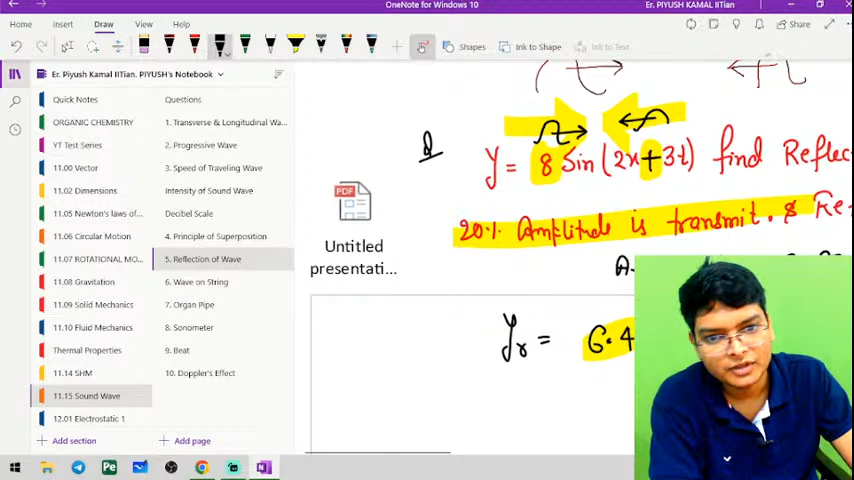 OneNote for Windows 10
Er. PIYUSH KAMAL IITian
Home Insert Draw View Help
Share
Shapes Ink to Shape Ink to Text
Er. Piyush Kamal IITian. PIYUSH's Notebook
Quick Notes
ORGANIC CHEMISTRY
YT Test Series
11.00 Vector
11.02 Dimensions
11.05 Newton's laws of...
11.06 Circular Motion
11.07 ROTATIONAL MO...
11.08 Gravitation
11.09 Solid Mechanics
11.10 Fluid Mechanics
Thermal Properties
11.14 SHM
11.15 Sound Wave
12.01 Electrostatic 1
Add section
Questions
1. Transverse & Longitudinal Wa...
2. Progressive Wave
3. Speed of Traveling Wave
Intensity of Sound Wave
Decibel Scale
4. Principle of Superposition
5. Reflection of Wave
6. Wave on String
7. Organ Pipe
8. Sonometer
9. Beat
10. Doppler's Effect
Add page
PDF
Untitled
presentati...
Q
y = 8 Sin (2x + 3t) find Reflec
20% Amplitude is transmit. & Re
A
yr = 6.4